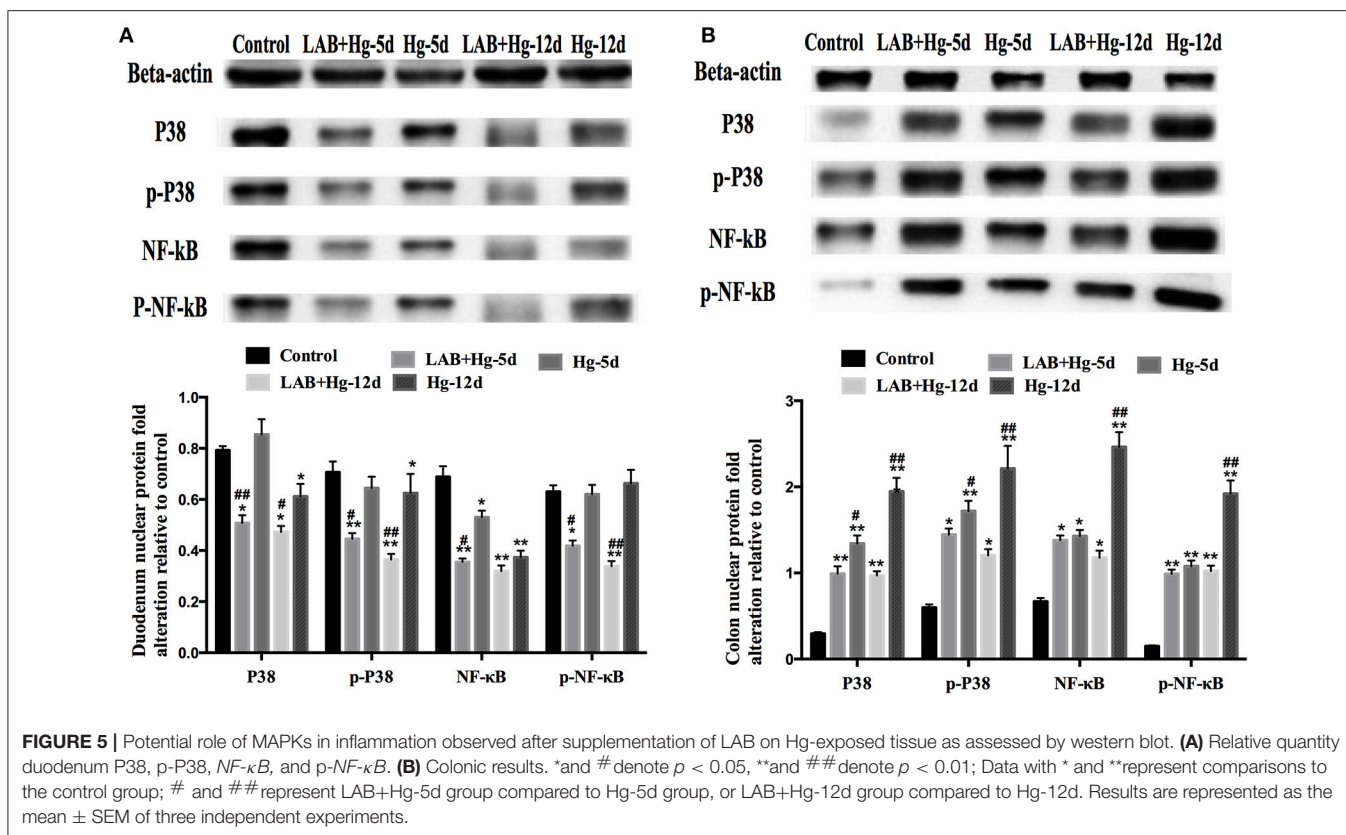 A
Control LAB+Hg-5d Hg-5d LAB+Hg-12d Hg-12d
Beta-actin
P38
p-P38
NF-kB
P-NF-kB
Control LAB+Hg-5d Hg-5d
LAB+Hg-12d Hg-12d
Duodenum nuclear protein fold
alteration relative to control
1.0
0.8
0.6
0.4
0.2
0.0
## * # * *
# ** ## ** *
# ** * ** **
# * ## **
P38 p-P38 NF-κB p-NF-κB
B
Control LAB+Hg-5d Hg-5d LAB+Hg-12d Hg-12d
Beta-actin
P38
p-P38
NF-kB
p-NF-kB
Control LAB+Hg-5d Hg-5d
LAB+Hg-12d Hg-12d
Colon nuclear protein fold
alteration relative to control
3
2
1
0
** # ** ** ## **
* # ** * ## **
* * * ## **
** ** ** ## **
P38 p-P38 NF-κB p-NF-κB
FIGURE 5 | Potential role of MAPKs in inflammation observed after supplementation of LAB on Hg-exposed tissue as assessed by western blot. (A) Relative quantity
duodenum P38, p-P38, NF-κB, and p-NF-κB. (B) Colonic results. *and # denote p < 0.05, **and ## denote p < 0.01; Data with * and **represent comparisons to
the control group; # and ## represent LAB+Hg-5d group compared to Hg-5d group, or LAB+Hg-12d group compared to Hg-12d. Results are represented as the
mean ± SEM of three independent experiments.